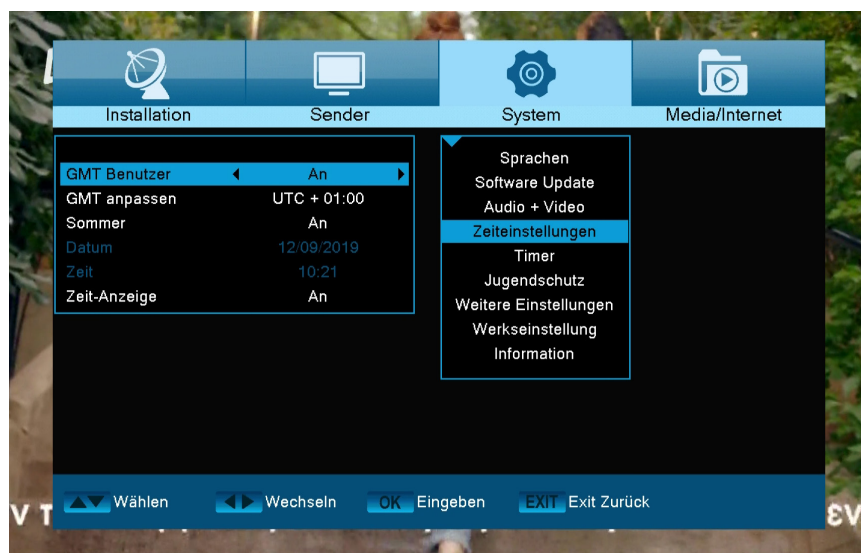 Installation
Sender
System
Media/Internet
GMT Benutzer An
GMT anpassen UTC + 01:00
Sommer An
Datum 12/09/2019
Zeit 10:21
Zeit-Anzeige An
Sprachen
Software Update
Audio + Video
Zeiteinstellungen
Timer
Jugendschutz
Weitere Einstellungen
Werkseinstellung
Information
Wählen
Wechseln
OK Eingeben
EXIT Exit Zurück